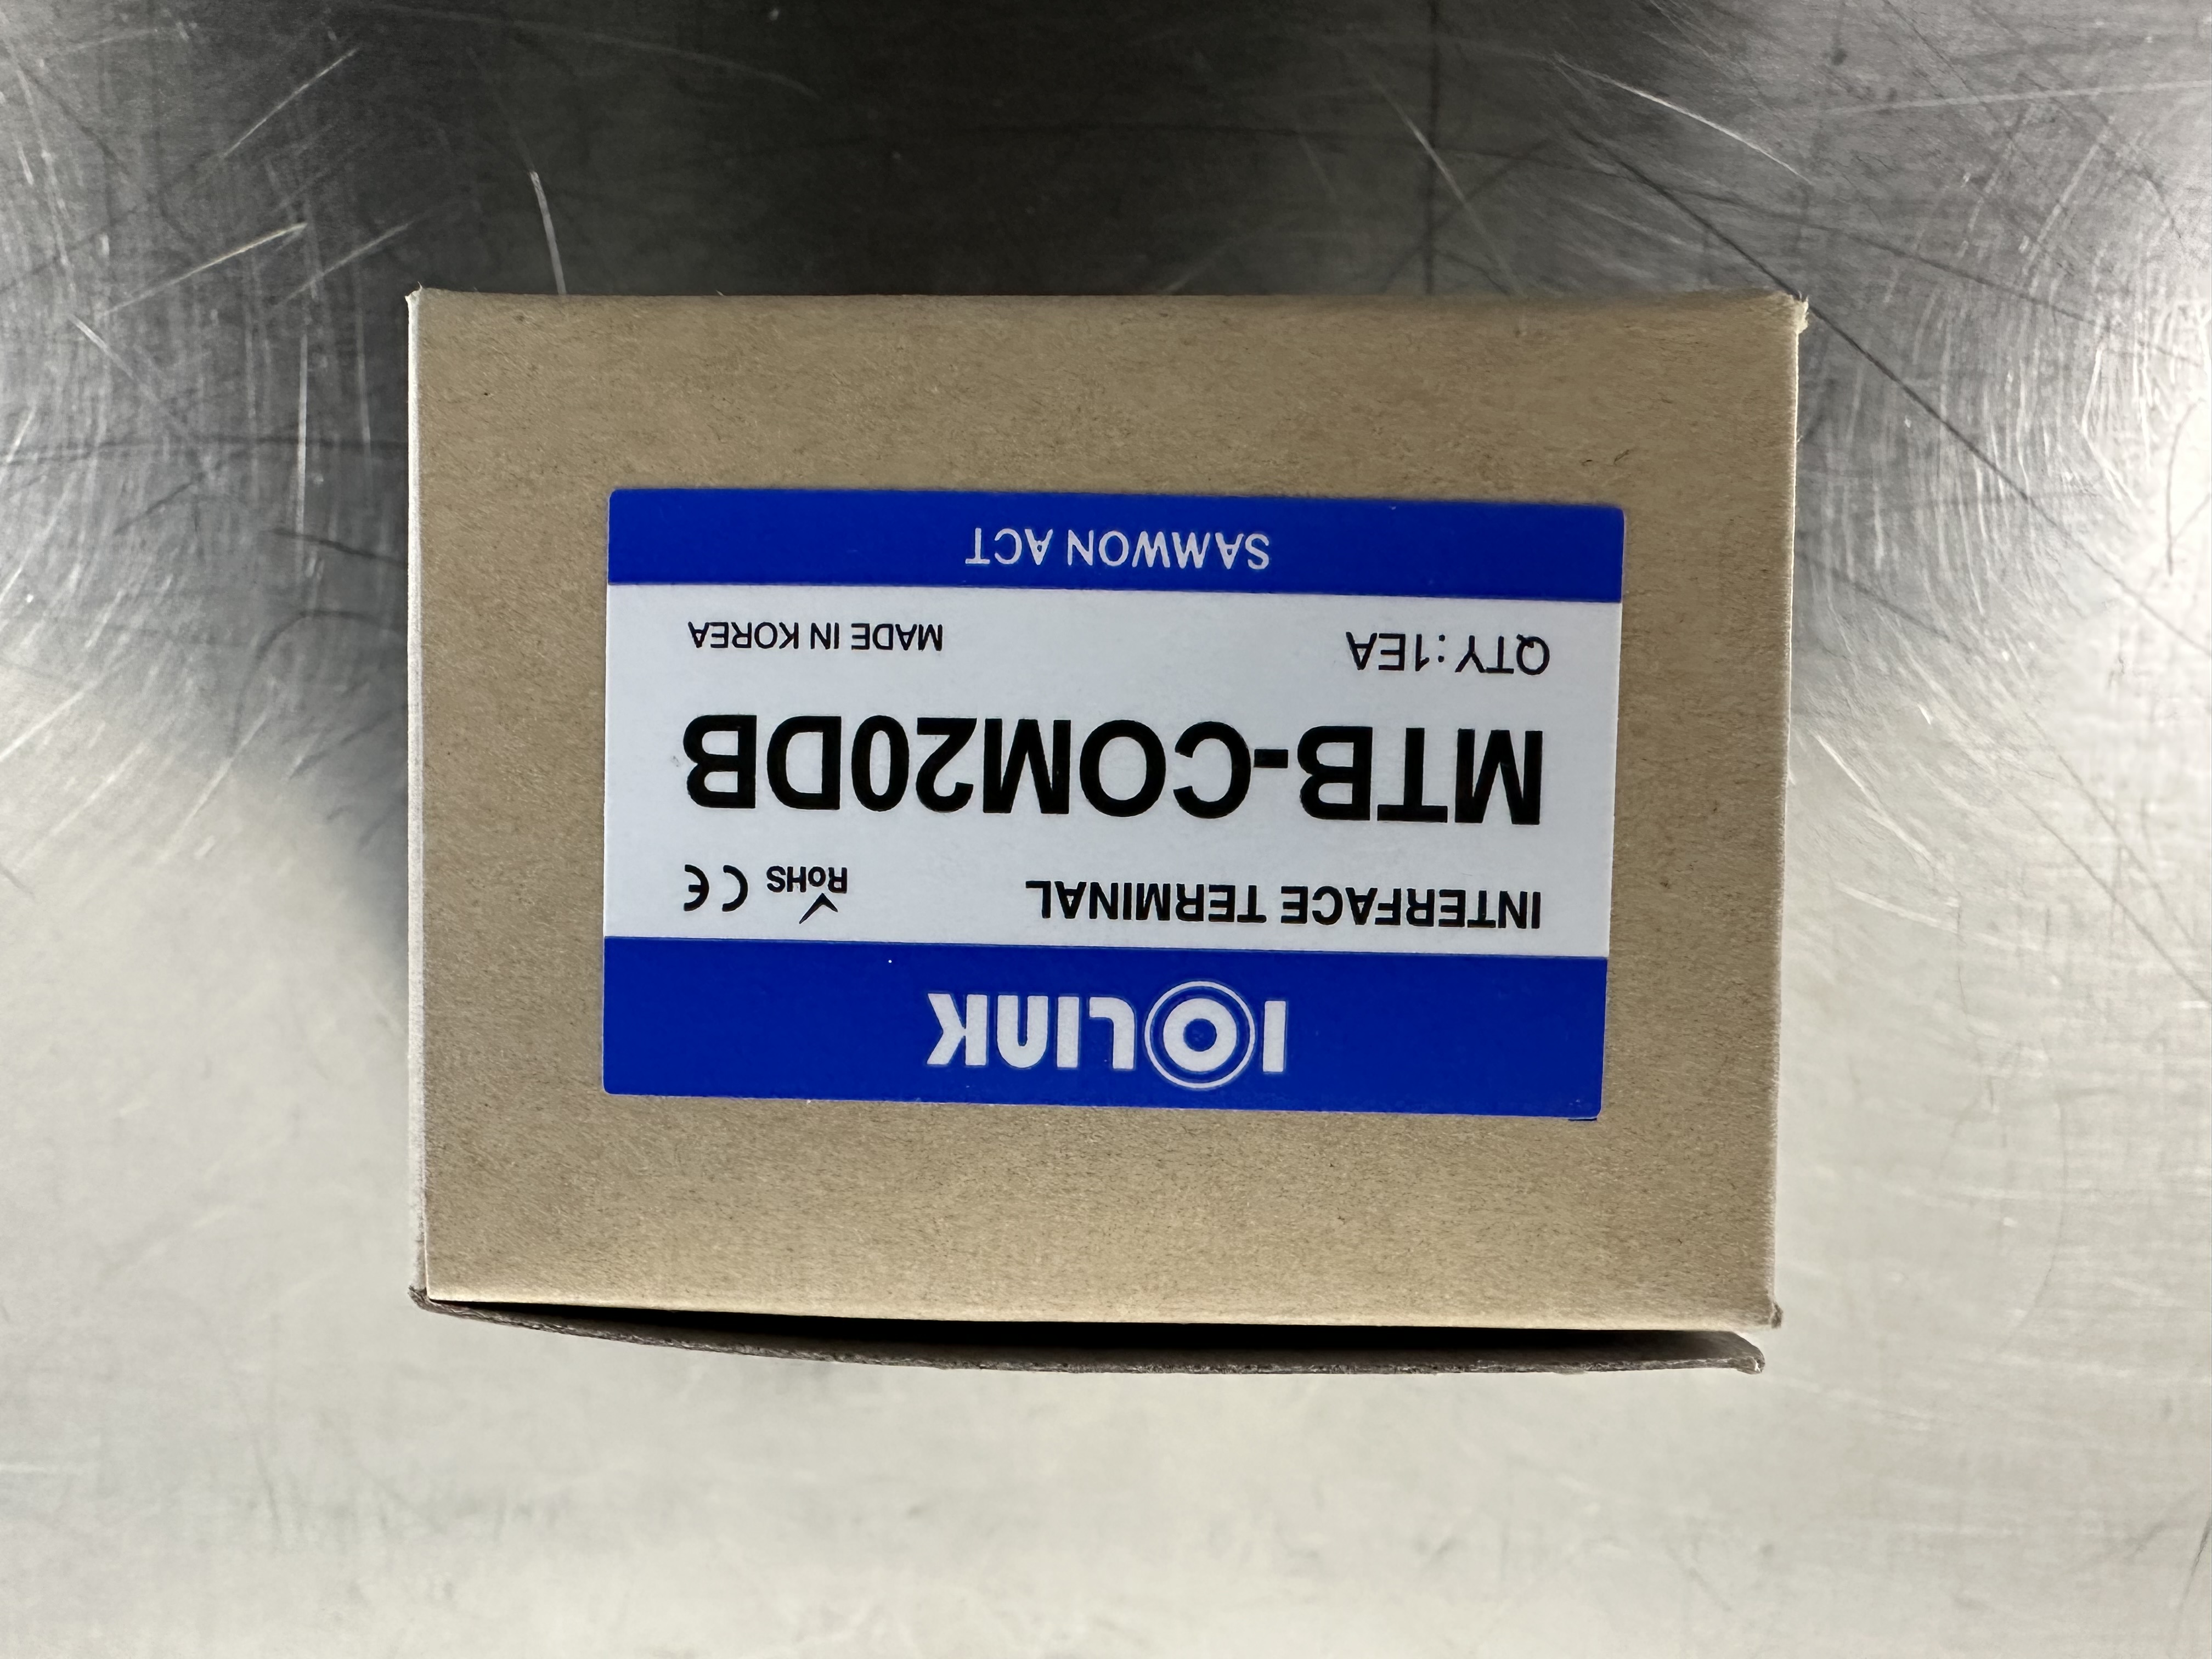 IOLINK
INTERFACE TERMINAL RoHS CE
MTB-COM20DB
QTY:1EA MADE IN KOREA
SAMWON ACT